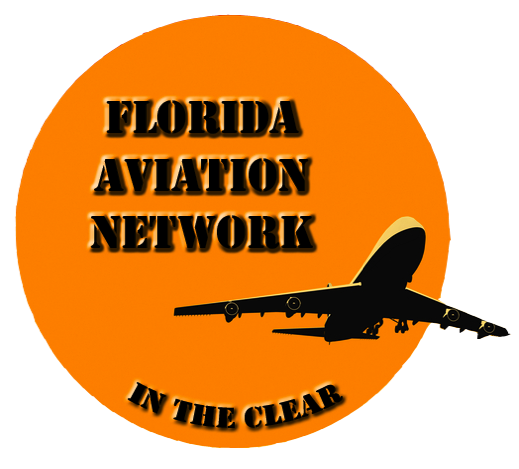 FLORIDA
AVIATION
NETWORK
IN THE CLEAR